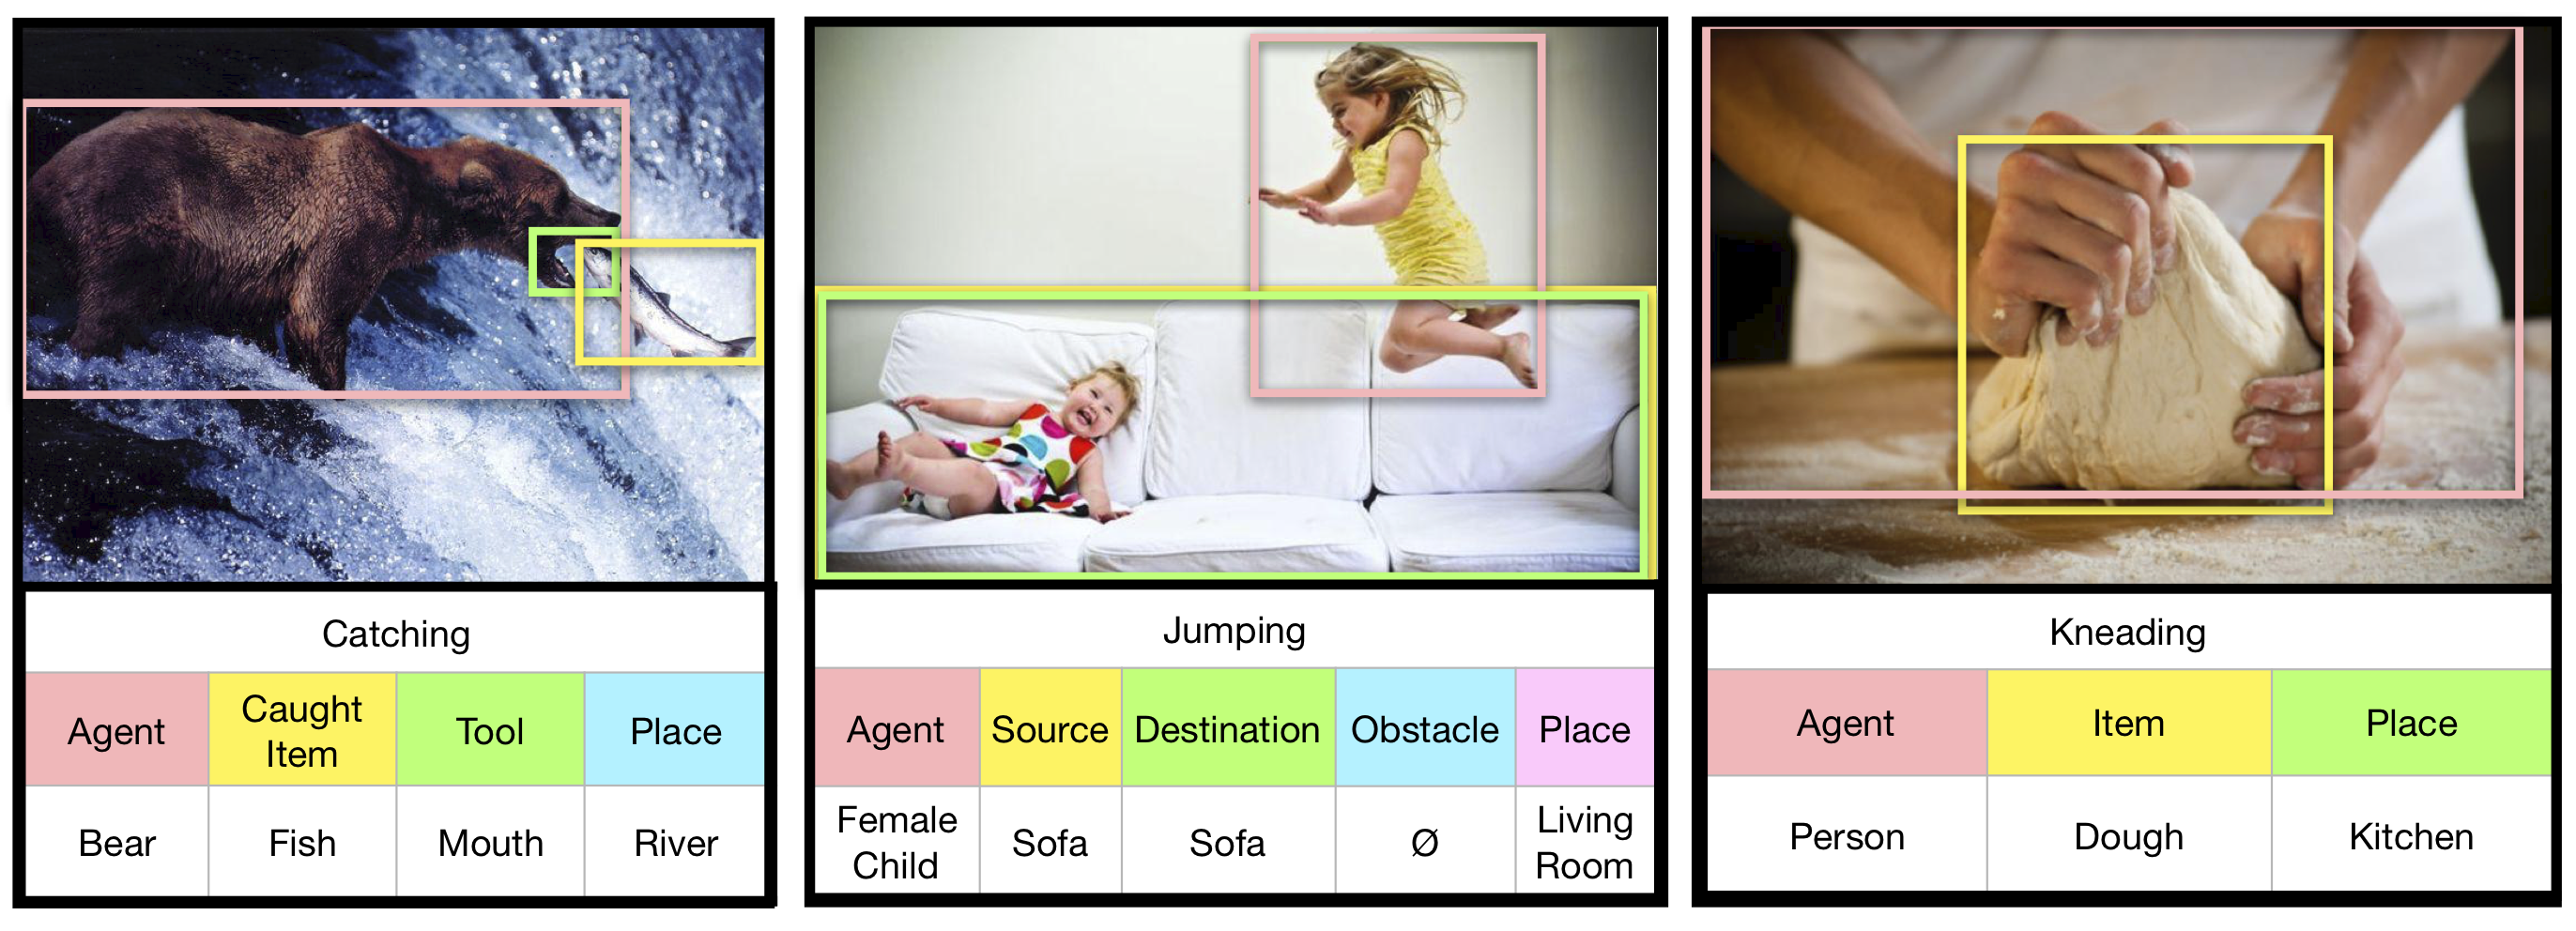 Catching
Agent Caught Item Tool Place
Bear Fish Mouth River
Jumping
Agent Source Destination Obstacle Place
Female Child Sofa Sofa Ø Living Room
Kneading
Agent Item Place
Person Dough Kitchen